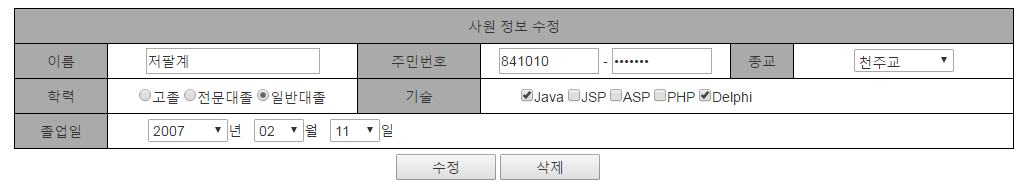 사원 정보 수정
이름 저팔계 주민번호 841010 - ••••••• 종교 천주교
학력 고졸 전문대졸 일반대졸 기술 Java JSP ASP PHP Delphi
졸업일 2007 년 02 월 11 일
수정 삭제